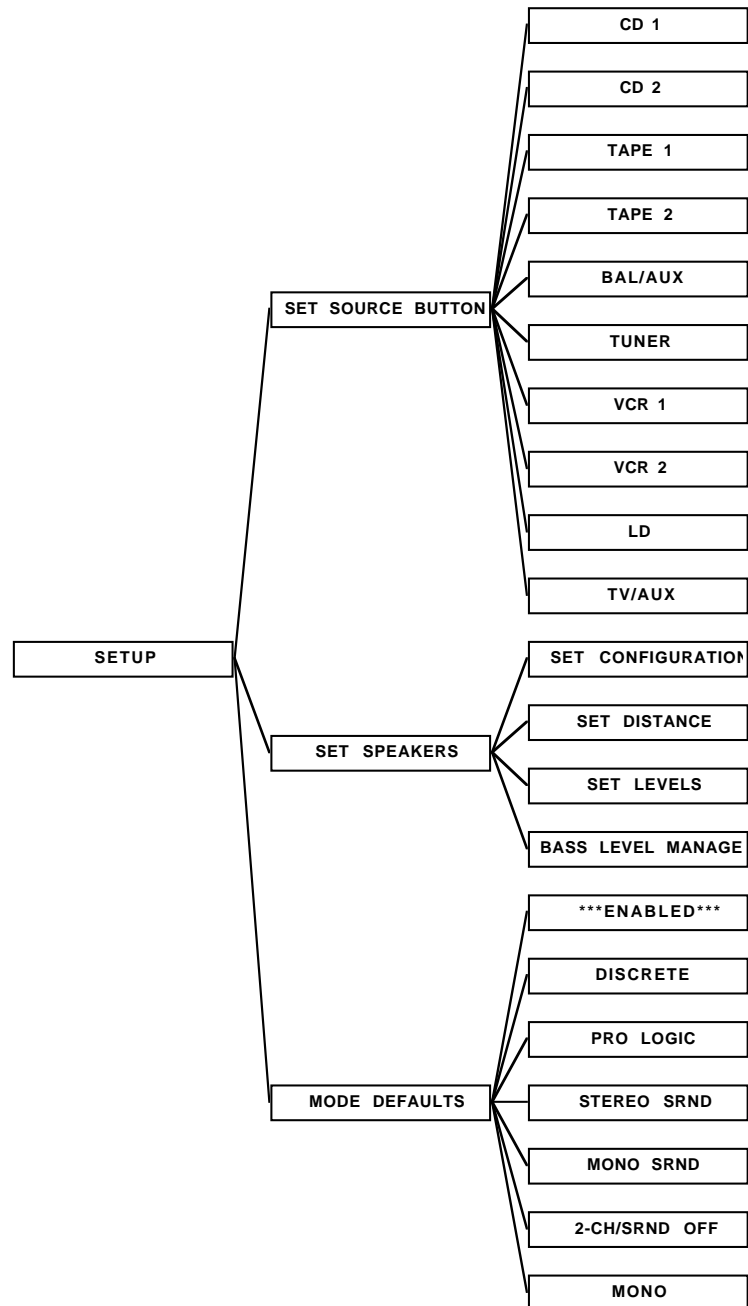 CD 1
CD 2
TAPE 1
TAPE 2
BAL/AUX
SET SOURCE BUTTON
TUNER
VCR 1
VCR 2
LD
TV/AUX
SETUP
SET CONFIGURATION
SET DISTANCE
SET SPEAKERS
SET LEVELS
BASS LEVEL MANAGE
***ENABLED***
DISCRETE
PRO LOGIC
MODE DEFAULTS
STEREO SRND
MONO SRND
2-CH/SRND OFF
MONO